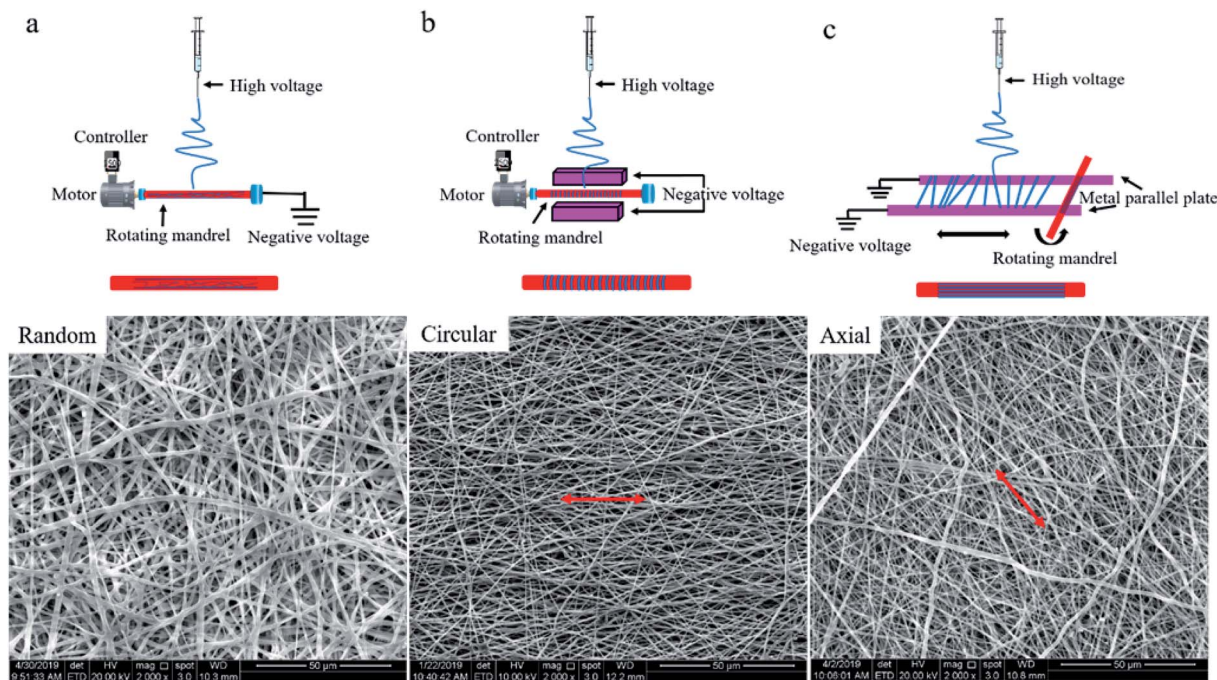 a
High voltage
Controller
Motor
Rotating mandrel
Negative voltage
b
High voltage
Controller
Motor
Negative voltage
Rotating mandrel
c
High voltage
Metal parallel plate
Negative voltage
Rotating mandrel
Random
4/30/2019 det HV mag spot WD 50 µm
9:51:33 AM ETD 20.00 kV 2 000 x 3.0 10.3 mm
Circular
1/22/2019 det HV mag spot WD 50 µm
10:40:42 AM ETD 10.00 kV 2 000 x 3.0 12.2 mm
Axial
4/2/2019 det HV mag spot WD 50 µm
10:06:01 AM ETD 20.00 kV 2 000 x 3.0 10.8 mm